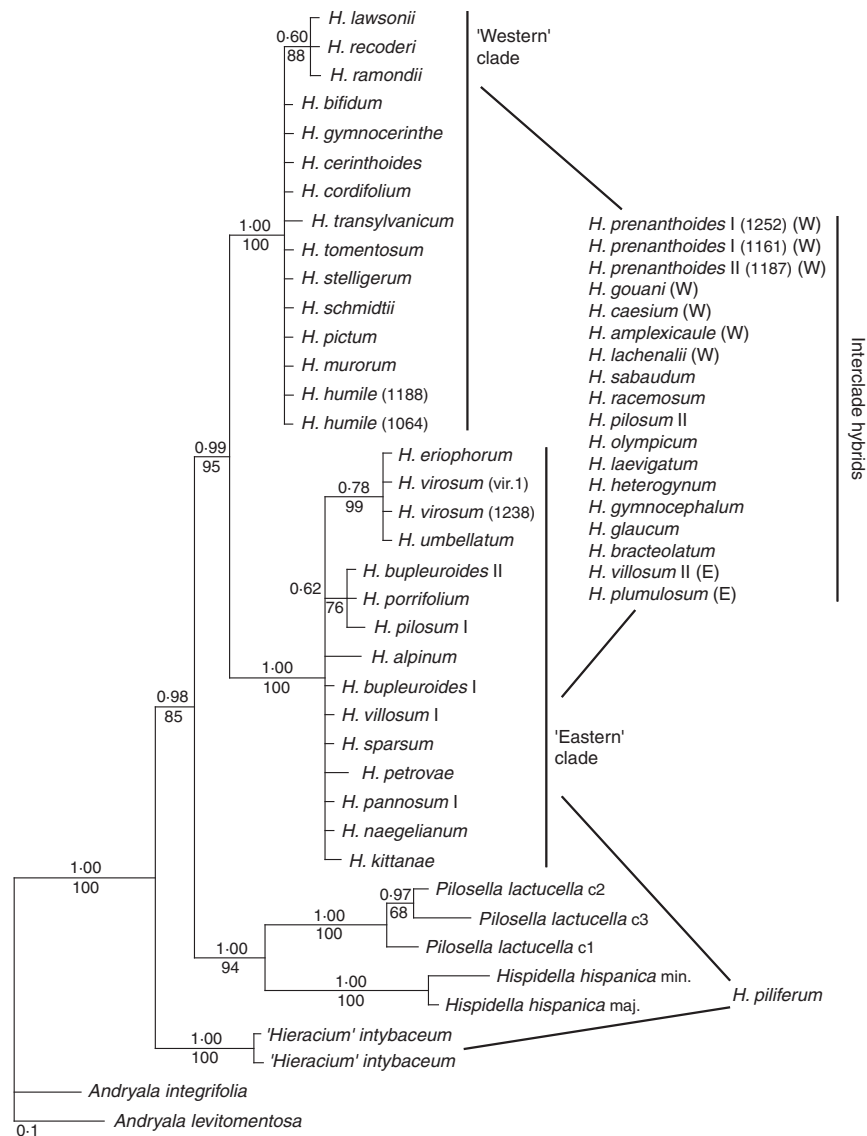 H. lawsonii
0·60
88
H. recoderi
H. ramondii
H. bifidum
H. gymnocerinthe
H. cerinthoides
H. cordifolium
H. transylvanicum
1·00
100
H. tomentosum
H. stelligerum
H. schmidtii
H. pictum
H. murorum
H. humile (1188)
H. humile (1064)
'Western'
clade
0·99
95
H. eriophorum
0·78
99
H. virosum (vir.1)
H. virosum (1238)
H. umbellatum
0·62
76
H. bupleuroides II
H. porrifolium
H. pilosum I
H. alpinum
1·00
100
H. bupleuroides I
H. villosum I
H. sparsum
H. petrovae
H. pannosum I
H. naegelianum
H. kittanae
'Eastern'
clade
H. prenanthoides I (1252) (W)
H. prenanthoides I (1161) (W)
H. prenanthoides II (1187) (W)
H. gouani (W)
H. caesium (W)
H. amplexicaule (W)
H. lachenalii (W)
H. sabaudum
H. racemosum
H. pilosum II
H. olympicum
H. laevigatum
H. heterogynum
H. gymnocephalum
H. glaucum
H. bracteolatum
H. villosum II (E)
H. plumulosum (E)
Interclade hybrids
0·98
85
1·00
100
Pilosella lactucella c2
0·97
68
Pilosella lactucella c3
1·00
100
Pilosella lactucella c1
1·00
94
Hispidella hispanica min.
1·00
100
Hispidella hispanica maj.
H. piliferum
'Hieracium' intybaceum
1·00
100
'Hieracium' intybaceum
Andryala integrifolia
Andryala levitomentosa
0·1